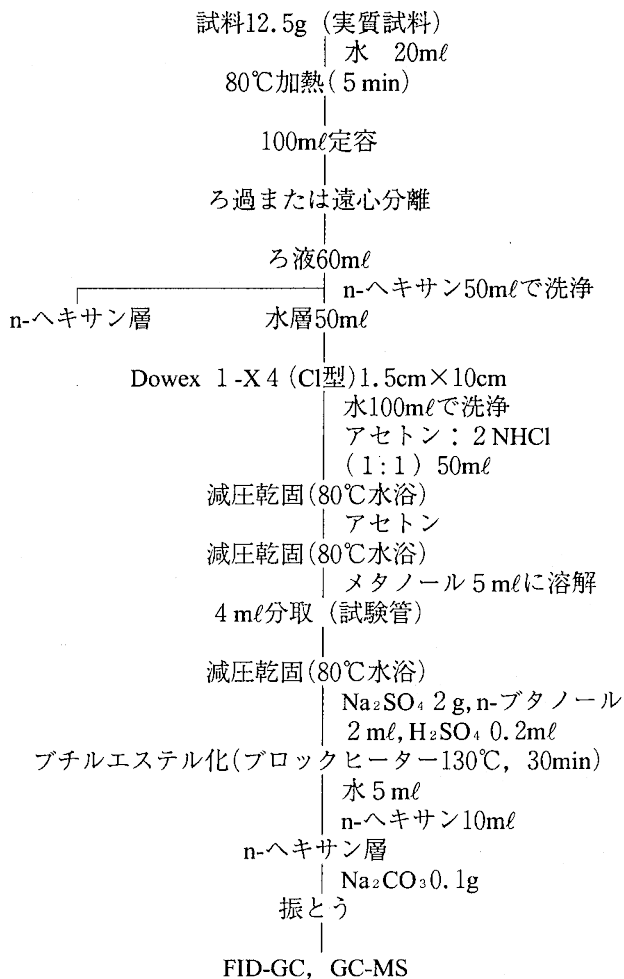 試料12.5g (実質試料)
水 20mℓ
80℃加熱(5min)
100mℓ定容
ろ過または遠心分離
ろ液60mℓ
n-ヘキサン50mℓで洗浄
n-ヘキサン層 水層50mℓ
Dowex 1-X4(Cl型)1.5cm×10cm
水100mℓで洗浄
アセトン:2NHCl
(1:1) 50mℓ
減圧乾固(80℃水浴)
アセトン
減圧乾固(80℃水浴)
メタノール5mℓに溶解
4mℓ分取(試験管)
減圧乾固(80℃水浴)
Na₂SO₄ 2g,n-ブタノール
2mℓ,H₂SO₄ 0.2mℓ
ブチルエステル化(ブロックヒーター130℃,30min)
水5mℓ
n-ヘキサン10mℓ
n-ヘキサン層
Na₂CO₃0.1g
振とう
FID-GC, GC-MS